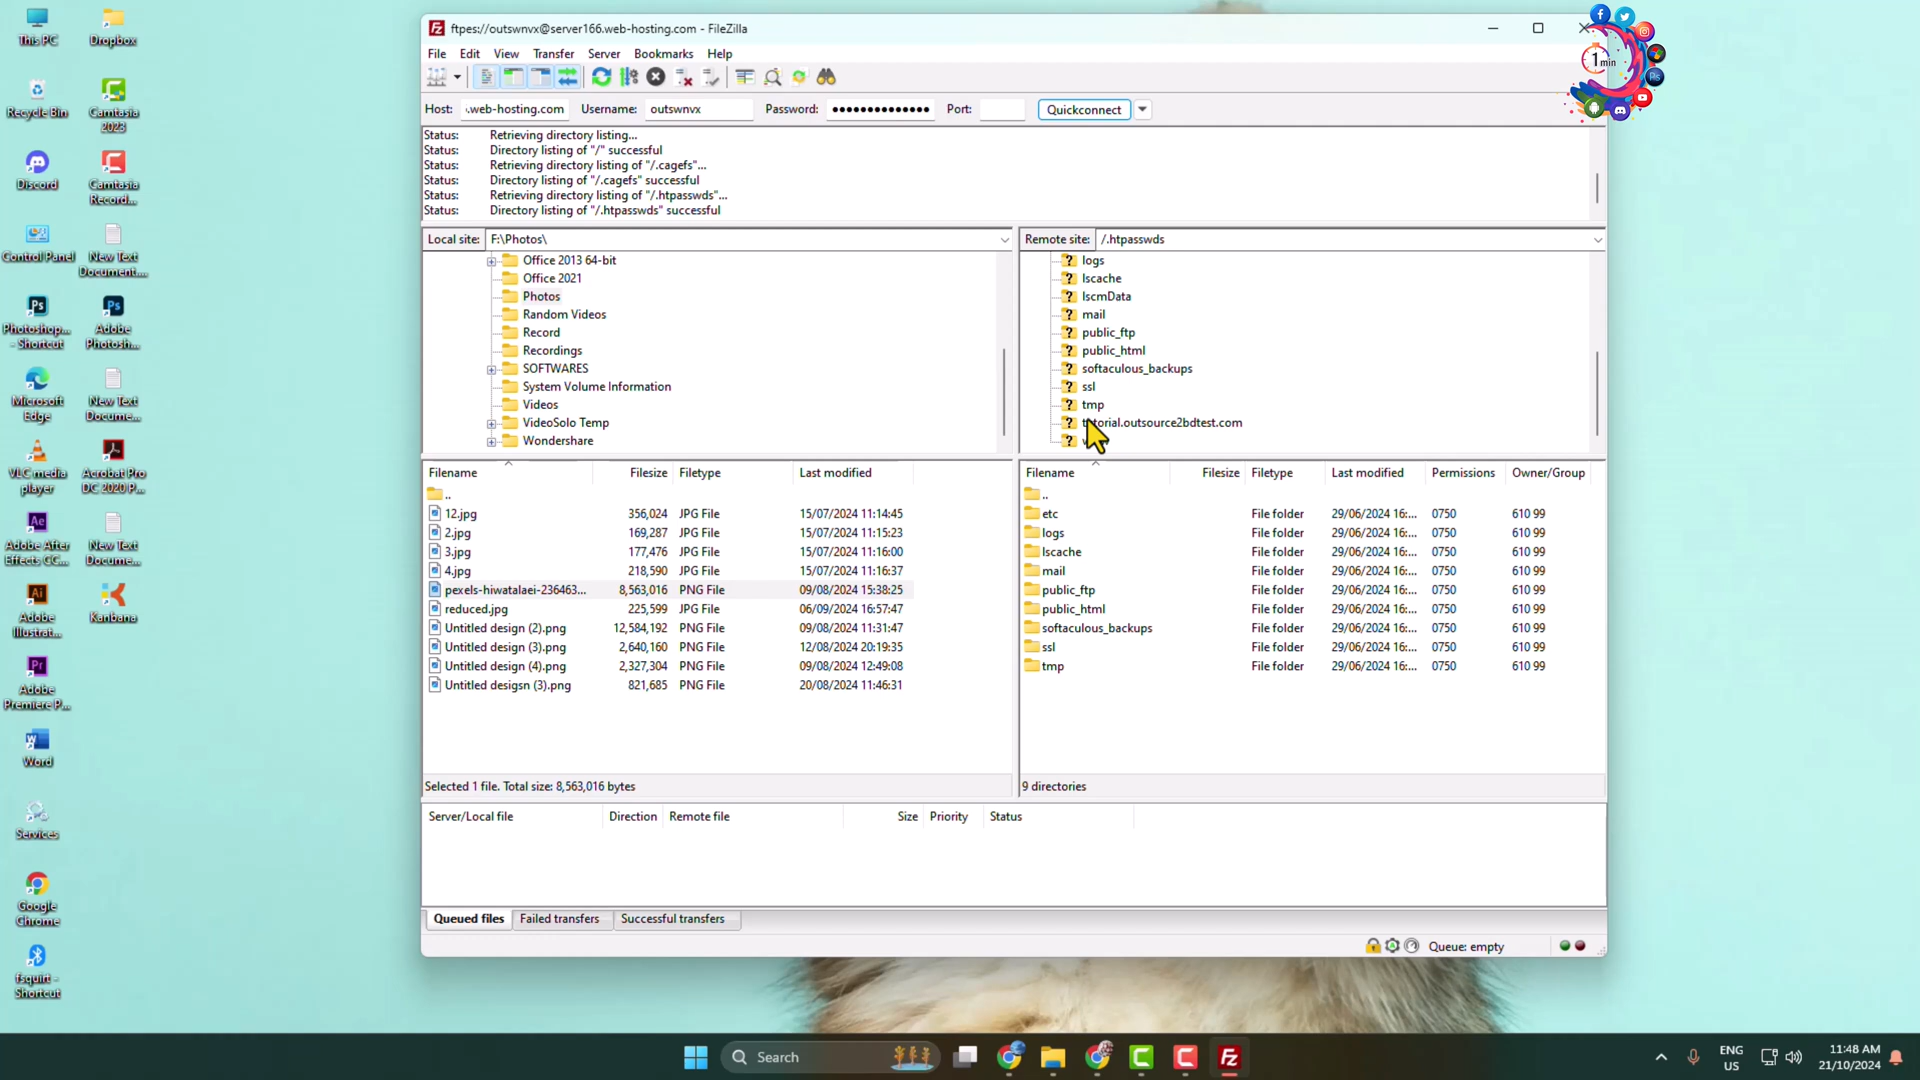 This PC
Dropbox
Recycle Bin
Camtasia 2023
Discord
Camtasia Record...
Control Panel
New Text Document....
Photoshop... - Shortcut
Adobe Photosh...
Microsoft Edge
New Text Docume...
VLC media player
Acrobat Pro DC 2020 P...
Adobe After Effects CC...
New Text Docume...
Adobe Illustrat...
Kanbana
Adobe Premiere P...
Word
Services
Google Chrome
fsquirt - Shortcut
ftpes://outswnvx@server166.web-hosting.com - FileZilla
1min
File Edit View Transfer Server Bookmarks Help
Host: .web-hosting.com Username: outswnvx Password: ●●●●●●●●●●●●●● Port: Quickconnect
Status: Retrieving directory listing...
Status: Directory listing of "/" successful
Status: Retrieving directory listing of "/.cagefs"...
Status: Directory listing of "/.cagefs" successful
Status: Retrieving directory listing of "/.htpasswds"...
Status: Directory listing of "/.htpasswds" successful
Local site: F:\Photos\
Office 2013 64-bit
Office 2021
Photos
Random Videos
Record
Recordings
SOFTWARES
System Volume Information
Videos
VideoSolo Temp
Wondershare
Remote site: /.htpasswds
logs
lscache
lscmData
mail
public_ftp
public_html
softaculous_backups
ssl
tmp
tutorial.outsource2bdtest.com
Filename Filesize Filetype Last modified
..
12.jpg 356,024 JPG File 15/07/2024 11:14:45
2.jpg 169,287 JPG File 15/07/2024 11:15:23
3.jpg 177,476 JPG File 15/07/2024 11:16:00
4.jpg 218,590 JPG File 15/07/2024 11:16:37
pexels-hiwatalaei-236463... 8,563,016 PNG File 09/08/2024 15:38:25
reduced.jpg 225,599 JPG File 06/09/2024 16:57:47
Untitled design (2).png 12,584,192 PNG File 09/08/2024 11:31:47
Untitled design (3).png 2,640,160 PNG File 12/08/2024 20:19:35
Untitled design (4).png 2,327,304 PNG File 09/08/2024 12:49:08
Untitled desigsn (3).png 821,685 PNG File 20/08/2024 11:46:31
Selected 1 file. Total size: 8,563,016 bytes
Filename Filesize Filetype Last modified Permissions Owner/Group
..
etc File folder 29/06/2024 16:... 0750 610 99
logs File folder 29/06/2024 16:... 0750 610 99
lscache File folder 29/06/2024 16:... 0750 610 99
mail File folder 29/06/2024 16:... 0750 610 99
public_ftp File folder 29/06/2024 16:... 0750 610 99
public_html File folder 29/06/2024 16:... 0750 610 99
softaculous_backups File folder 29/06/2024 16:... 0750 610 99
ssl File folder 29/06/2024 16:... 0750 610 99
tmp File folder 29/06/2024 16:... 0750 610 99
9 directories
Server/Local file Direction Remote file Size Priority Status
Queued files Failed transfers Successful transfers
Queue: empty
Search
ENG US
11:48 AM
21/10/2024